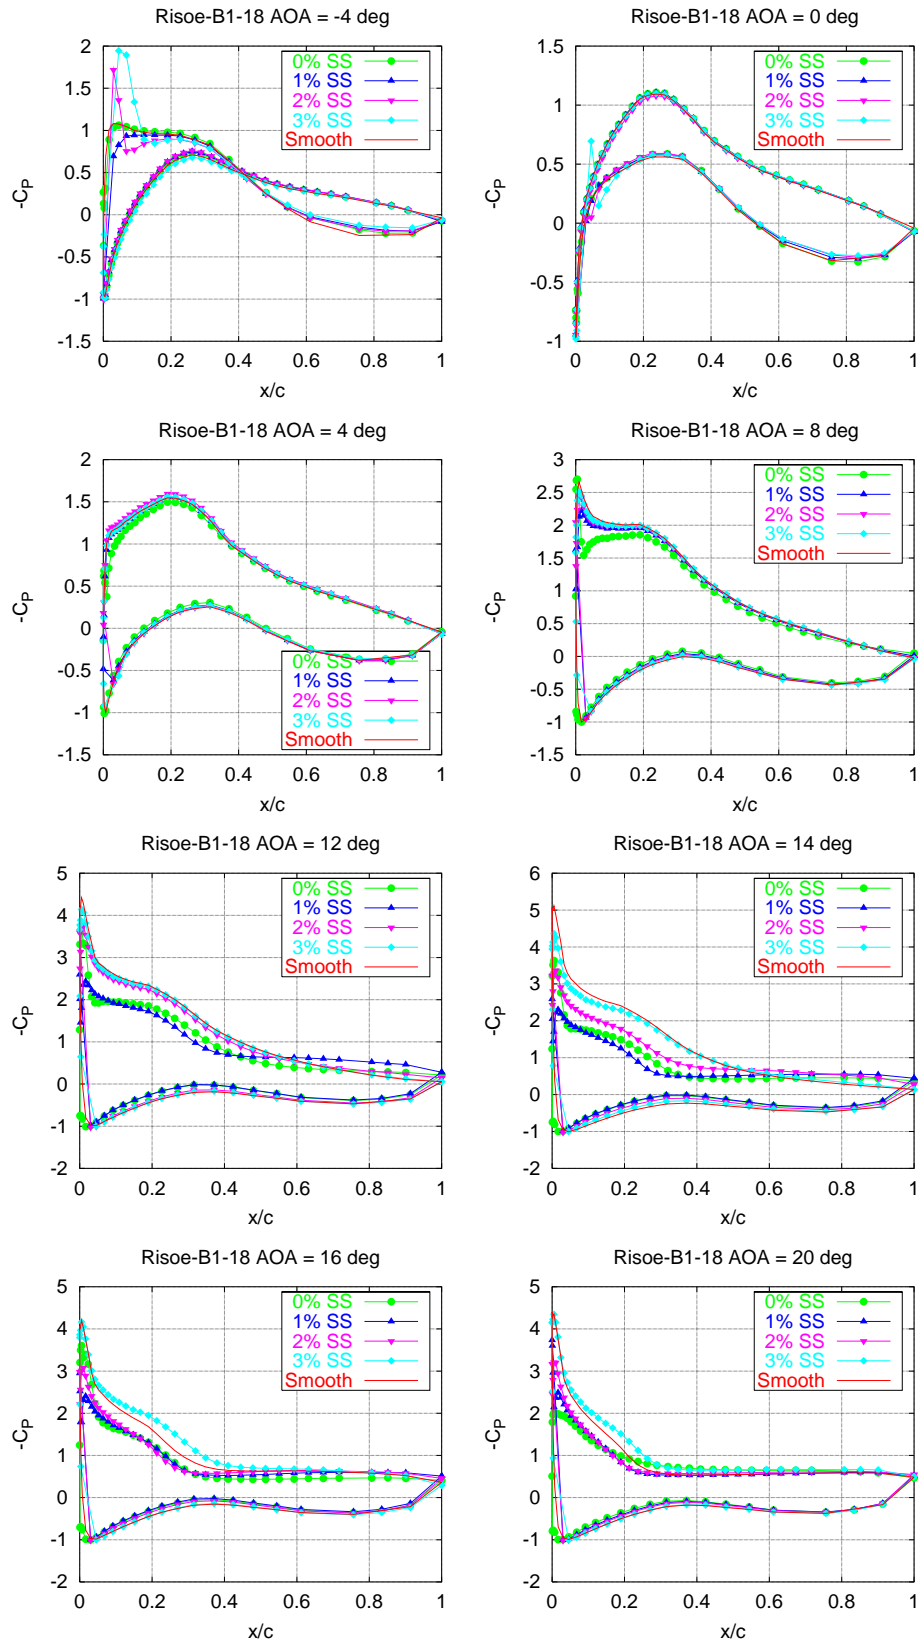 Risoe-B1-18 AOA = -4 deg
2
1.5
1
0.5
0
-0.5
-1
-1.5
-CP
0% SS
1% SS
2% SS
3% SS
Smooth
0 0.2 0.4 0.6 0.8 1
x/c
Risoe-B1-18 AOA = 0 deg
1.5
1
0.5
0
-0.5
-1
-CP
0% SS
1% SS
2% SS
3% SS
Smooth
0 0.2 0.4 0.6 0.8 1
x/c
Risoe-B1-18 AOA = 4 deg
2
1.5
1
0.5
0
-0.5
-1
-1.5
-CP
0% SS
1% SS
2% SS
3% SS
Smooth
0 0.2 0.4 0.6 0.8 1
x/c
Risoe-B1-18 AOA = 8 deg
3
2.5
2
1.5
1
0.5
0
-0.5
-1
-1.5
-CP
0% SS
1% SS
2% SS
3% SS
Smooth
0 0.2 0.4 0.6 0.8 1
x/c
Risoe-B1-18 AOA = 12 deg
5
4
3
2
1
0
-1
-2
-CP
0% SS
1% SS
2% SS
3% SS
Smooth
0 0.2 0.4 0.6 0.8 1
x/c
Risoe-B1-18 AOA = 14 deg
6
5
4
3
2
1
0
-1
-2
-CP
0% SS
1% SS
2% SS
3% SS
Smooth
0 0.2 0.4 0.6 0.8 1
x/c
Risoe-B1-18 AOA = 16 deg
5
4
3
2
1
0
-1
-2
-CP
0% SS
1% SS
2% SS
3% SS
Smooth
0 0.2 0.4 0.6 0.8 1
x/c
Risoe-B1-18 AOA = 20 deg
5
4
3
2
1
0
-1
-2
-CP
0% SS
1% SS
2% SS
3% SS
Smooth
0 0.2 0.4 0.6 0.8 1
x/c